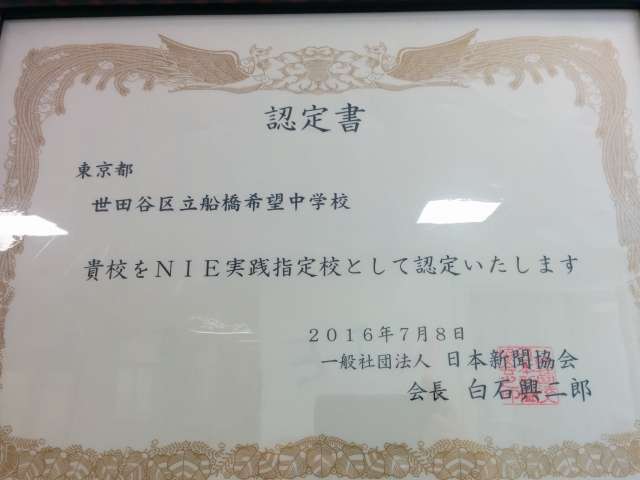 認定書
東京都
世田谷区立船橋希望中学校
貴校をNIE実践指定校として認定いたします
2016年7月8日
一般社団法人 日本新聞協会
会長 白石興二郎